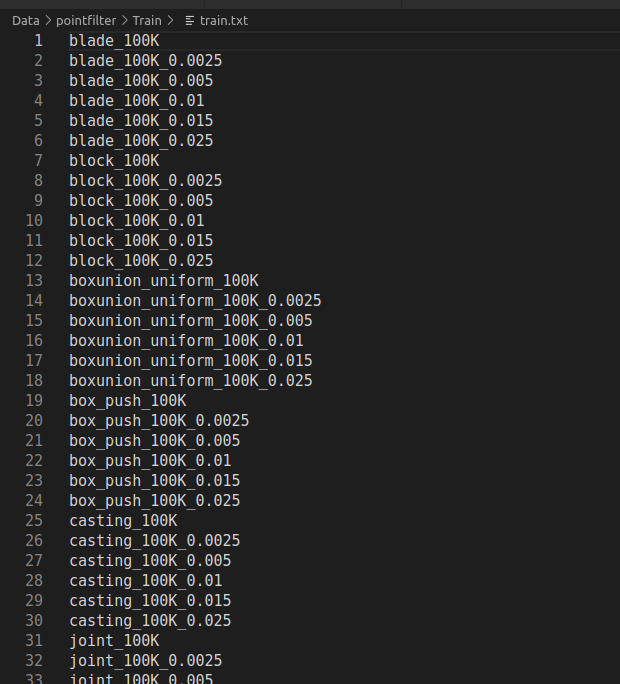 Data > pointfilter > Train > train.txt
1 blade_100K
2 blade_100K_0.0025
3 blade_100K_0.005
4 blade_100K_0.01
5 blade_100K_0.015
6 blade_100K_0.025
7 block_100K
8 block_100K_0.0025
9 block_100K_0.005
10 block_100K_0.01
11 block_100K_0.015
12 block_100K_0.025
13 boxunion_uniform_100K
14 boxunion_uniform_100K_0.0025
15 boxunion_uniform_100K_0.005
16 boxunion_uniform_100K_0.01
17 boxunion_uniform_100K_0.015
18 boxunion_uniform_100K_0.025
19 box_push_100K
20 box_push_100K_0.0025
21 box_push_100K_0.005
22 box_push_100K_0.01
23 box_push_100K_0.015
24 box_push_100K_0.025
25 casting_100K
26 casting_100K_0.0025
27 casting_100K_0.005
28 casting_100K_0.01
29 casting_100K_0.015
30 casting_100K_0.025
31 joint_100K
32 joint_100K_0.0025
33 joint_100K_0.005